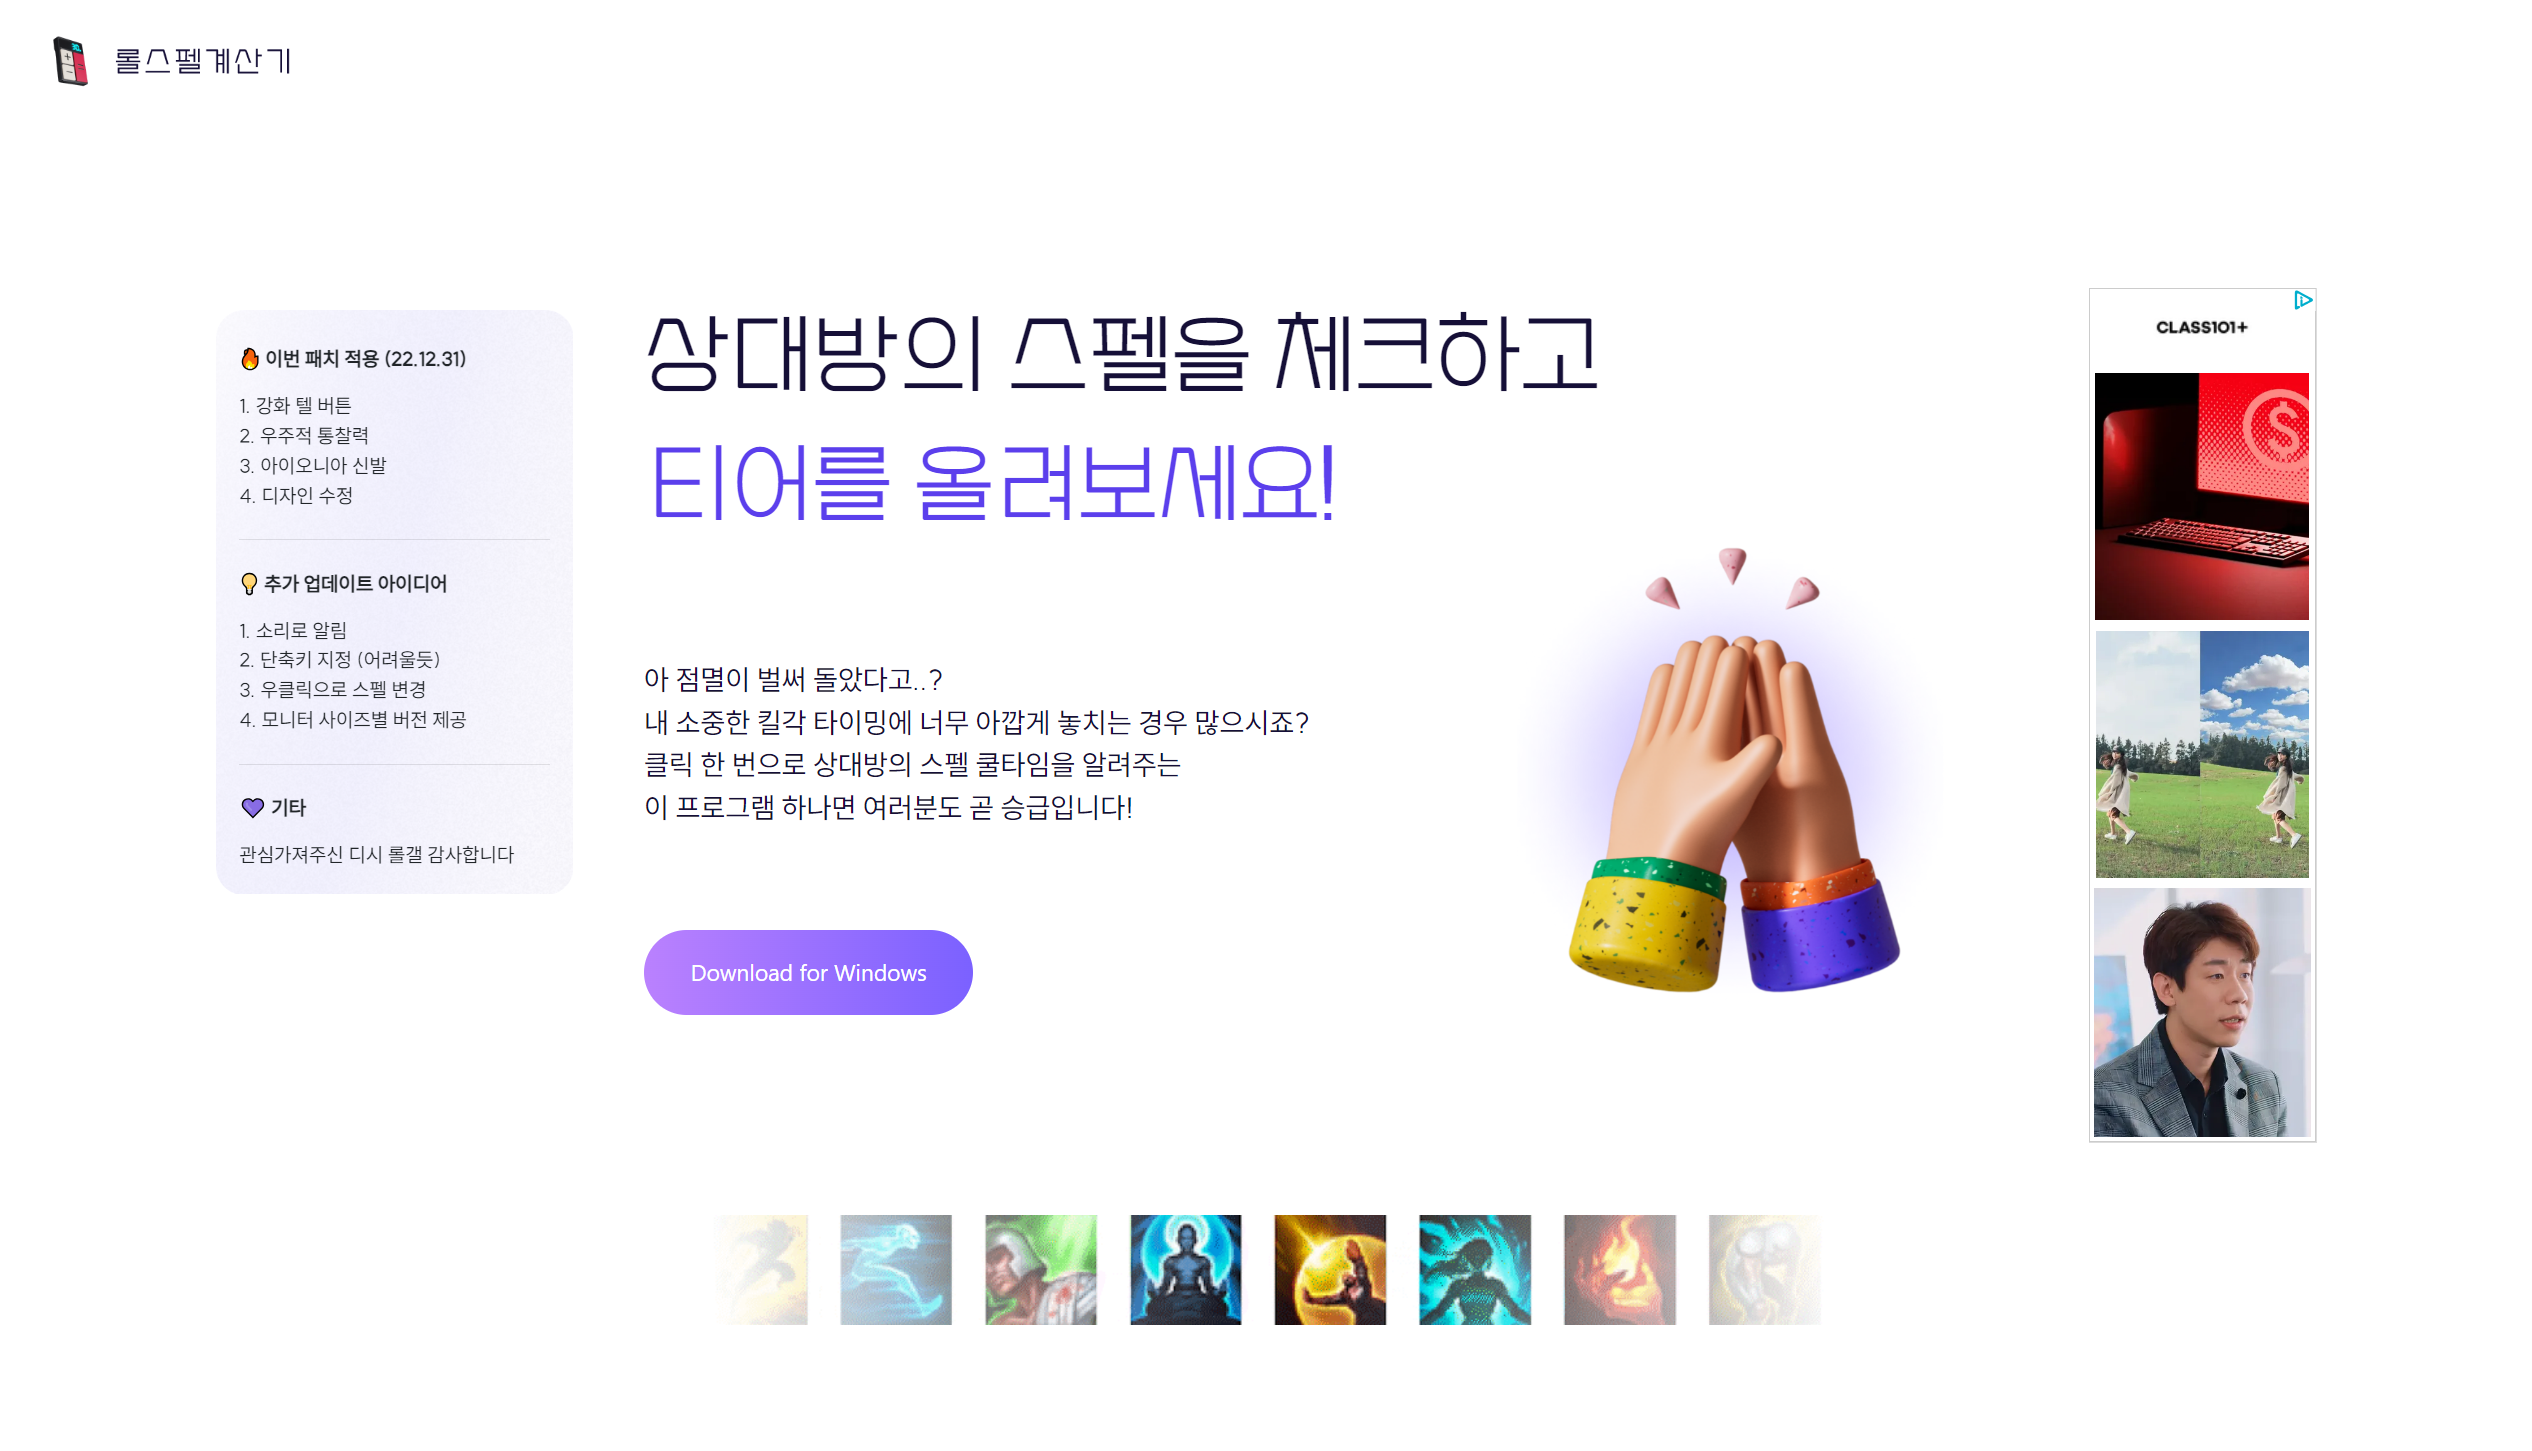 롤스펠계산기
🔥 이번 패치 적용 (22.12.31)
1. 강화 텔 버튼
2. 우주적 통찰력
3. 아이오니아 신발
4. 디자인 수정
💡 추가 업데이트 아이디어
1. 소리로 알림
2. 단축키 지정 (어려울듯)
3. 우클릭으로 스펠 변경
4. 모니터 사이즈별 버전 제공
💜 기타
관심가져주신 디시 롤갤 감사합니다
상대방의 스펠을 체크하고
티어를 올려보세요!
아 점멸이 벌써 돌았다고..?
내 소중한 킬각 타이밍에 너무 아깝게 놓치는 경우 많으시죠?
클릭 한 번으로 상대방의 스펠 쿨타임을 알려주는
이 프로그램 하나면 여러분도 곧 승급입니다!
Download for Windows
CLASS101+
$